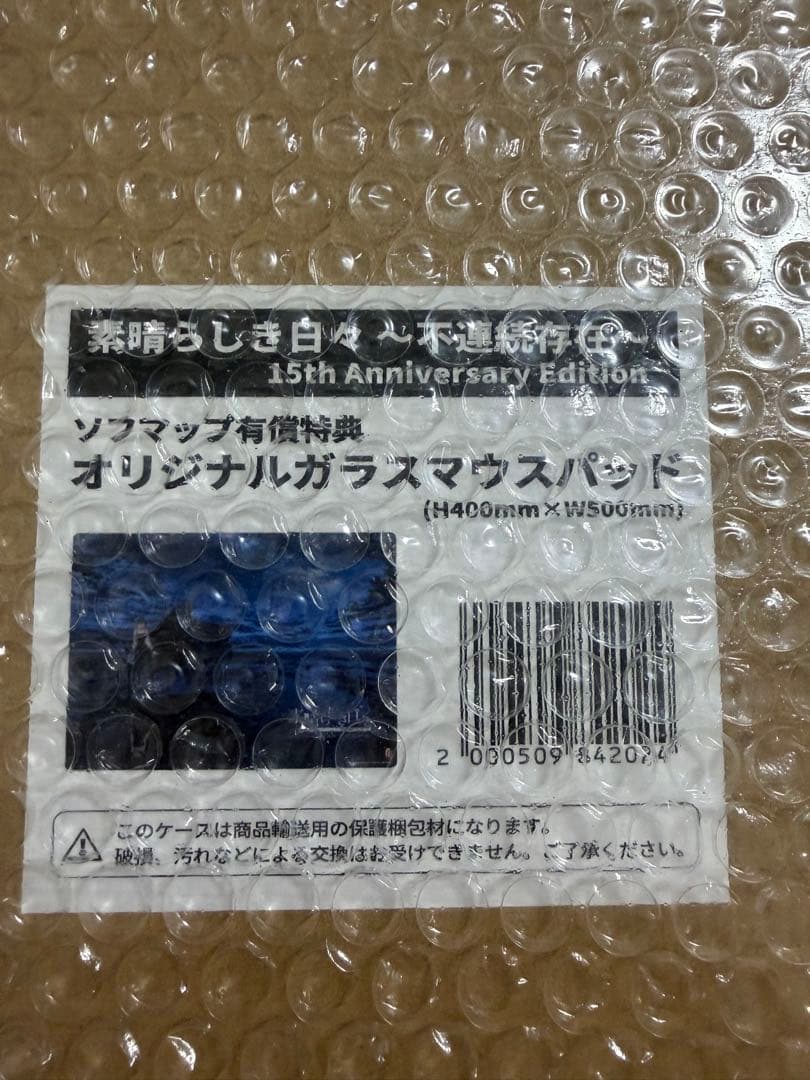 素晴らしき日々 ～不連続存在～
15th Anniversary Edition
ソフマップ有償特典
オリジナルガラスマウスパッド
(H400mm×W500mm)
2 000509 842024
このケースは商品輸送用の保護梱包材になります。
破損、汚れなどによる交換はお受けできません。ご了承ください。